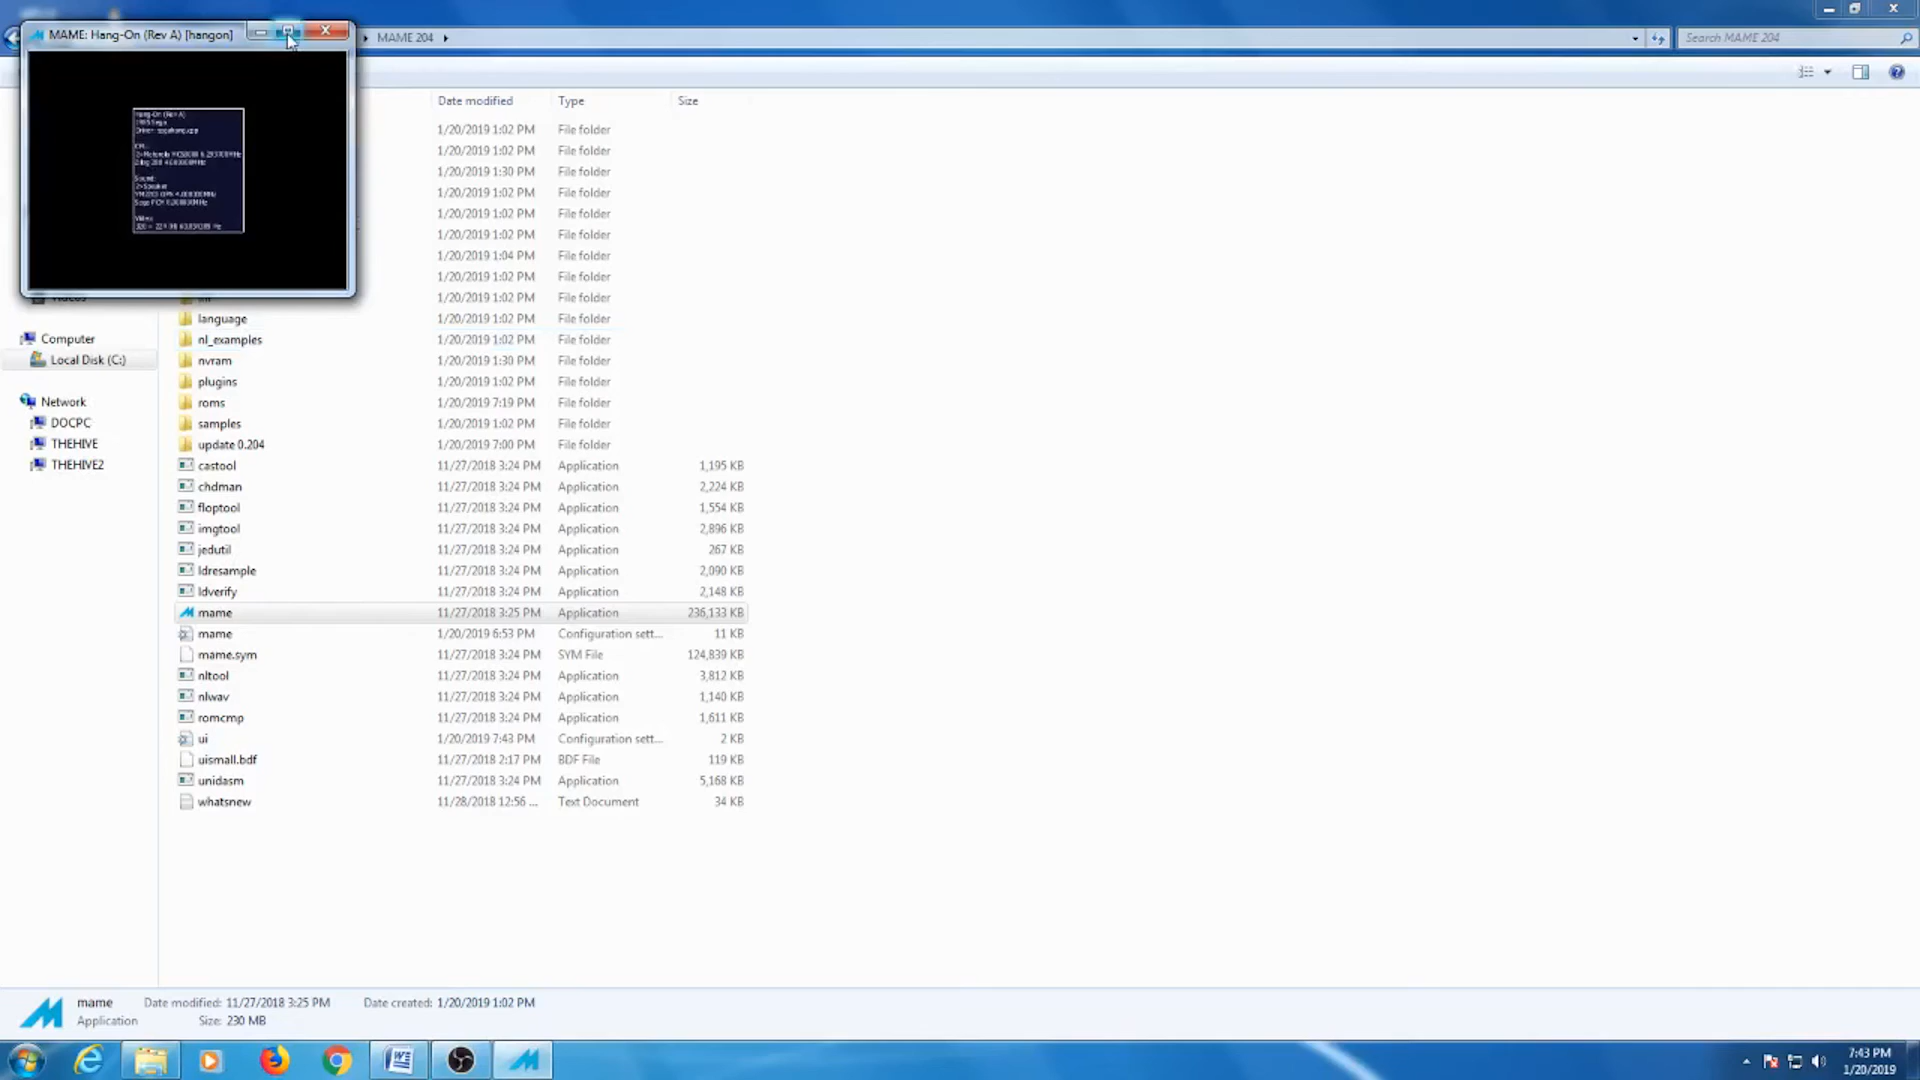 MAME: Hang-On (Rev A) [hangon]
MAME 204
Search MAME 204
Date modified Type Size
1/20/2019 1:02 PM File folder
1/20/2019 1:02 PM File folder
1/20/2019 1:30 PM File folder
1/20/2019 1:02 PM File folder
1/20/2019 1:02 PM File folder
1/20/2019 1:02 PM File folder
1/20/2019 1:04 PM File folder
1/20/2019 1:02 PM File folder
1/20/2019 1:02 PM File folder
language 1/20/2019 1:02 PM File folder
nl_examples 1/20/2019 1:02 PM File folder
nvram 1/20/2019 1:30 PM File folder
plugins 1/20/2019 1:02 PM File folder
roms 1/20/2019 7:19 PM File folder
samples 1/20/2019 1:02 PM File folder
update 0.204 1/20/2019 7:00 PM File folder
castool 11/27/2018 3:24 PM Application 1,195 KB
chdman 11/27/2018 3:24 PM Application 2,224 KB
floptool 11/27/2018 3:24 PM Application 1,554 KB
imgtool 11/27/2018 3:24 PM Application 2,896 KB
jedutil 11/27/2018 3:24 PM Application 267 KB
ldresample 11/27/2018 3:24 PM Application 2,090 KB
ldverify 11/27/2018 3:24 PM Application 2,148 KB
mame 11/27/2018 3:25 PM Application 236,133 KB
mame 1/20/2019 6:53 PM Configuration sett... 11 KB
mame.sym 11/27/2018 3:24 PM SYM File 124,839 KB
nltool 11/27/2018 3:24 PM Application 3,812 KB
nlwav 11/27/2018 3:24 PM Application 1,140 KB
romcmp 11/27/2018 3:24 PM Application 1,611 KB
ui 1/20/2019 7:43 PM Configuration sett... 2 KB
uismall.bdf 11/27/2018 2:17 PM BDF File 119 KB
unidasm 11/27/2018 3:24 PM Application 5,168 KB
whatsnew 11/28/2018 12:56 ... Text Document 34 KB
Hang-On (Rev A)
Sound:
Video:
Computer
Local Disk (C:)
Network
DOCPC
THEHIVE
THEHIVE2
mame Date modified: 11/27/2018 3:25 PM Date created: 1/20/2019 1:02 PM
Application Size: 230 MB
7:43 PM
1/20/2019